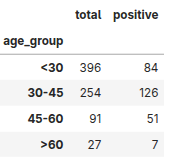 total positive
age_group
<30 396 84
30-45 254 126
45-60 91 51
>60 27 7